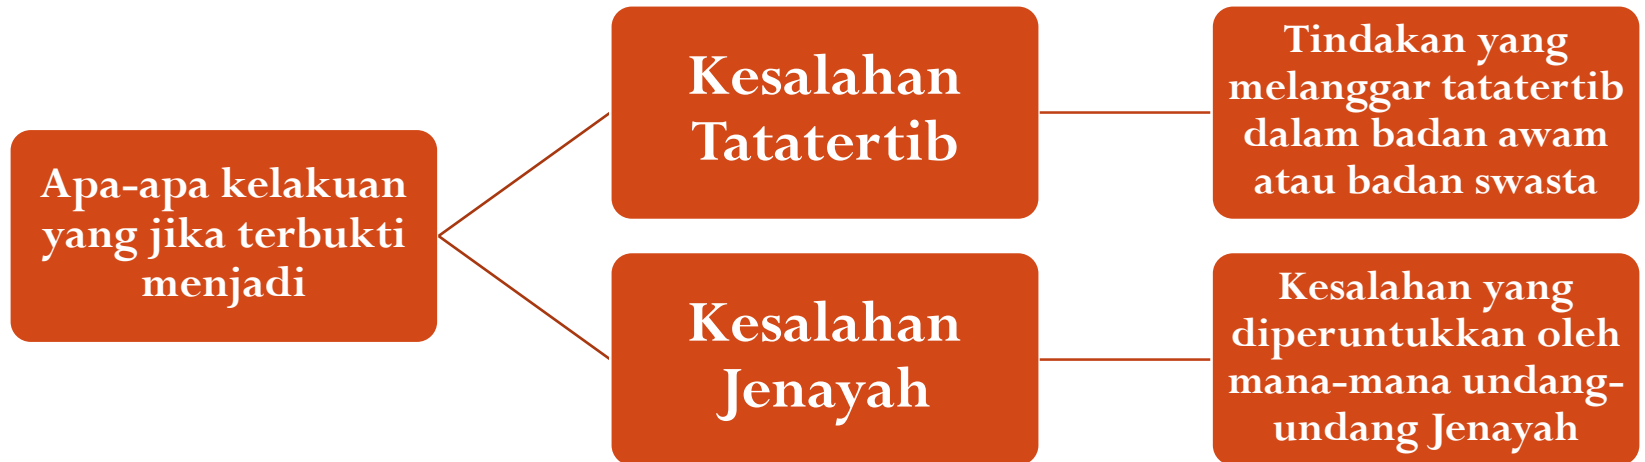 Apa-apa kelakuan
yang jika terbukti
menjadi
Kesalahan
Tatatertib
Tindakan yang
melanggar tatatertib
dalam badan awam
atau badan swasta
Kesalahan
Jenayah
Kesalahan yang
diperuntukkan oleh
mana-mana undang-
undang Jenayah